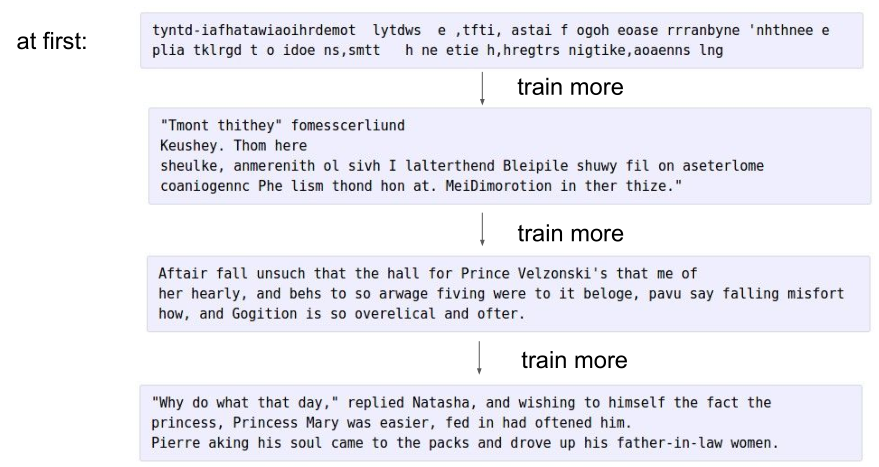 at first:
tyntd-iafhatawiaoihrdemot  lytdws  e ,tfti, astai f ogoh eoase rrranbyne 'nhthnee e
plia tklrgd t o idoe ns,smtt   h ne etie h,hregtrs nigtike,aoaenns lng
train more
"Tmont thithey" fomesscerliund
Keushey. Thom here
sheulke, anmerenith ol sivh I lalterthend Bleipile shuwy fil on aseterlome
coaniogennc Phe lism thond hon at. MeiDimorotion in ther thize."
train more
Aftair fall unsuch that the hall for Prince Velzonski's that me of
her hearly, and behs to so arwage fiving were to it beloge, pavu say falling misfort
how, and Gogition is so overelical and ofter.
train more
"Why do what that day," replied Natasha, and wishing to himself the fact the
princess, Princess Mary was easier, fed in had oftened him.
Pierre aking his soul came to the packs and drove up his father-in-law women.